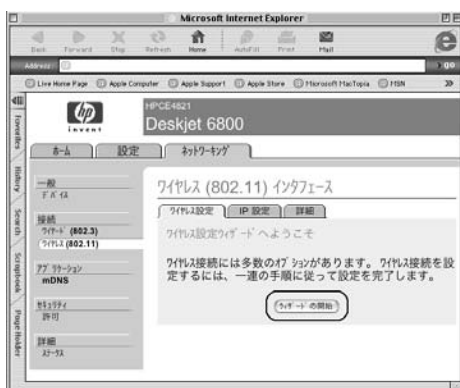 Microsoft Internet Explorer
Back Forward Stop Refresh Home AutoFill Print Mail
Address: go
Live Home Page Apple Computer Apple Support Apple Store Microsoft MacTopia MSN
Favorites
History
Search
Scrapbook
Page Holder
hp
invent
HPCE4821
Deskjet 6800
ホーム 設定 ネットワーキング
一般
デバイス
接続
ワイヤード (802.3)
ワイヤレス (802.11)
アプリケーション
mDNS
セキュリティ
許可
詳細
ステータス
ワイヤレス (802.11) インタフェース
ワイヤレス設定 IP 設定 詳細
ワイヤレス設定ウィザードへようこそ
ワイヤレス接続には多数のオプションがあります。 ワイヤレス接続を設
定するには、一連の手順に従って設定を完了します。
ウィザードの開始